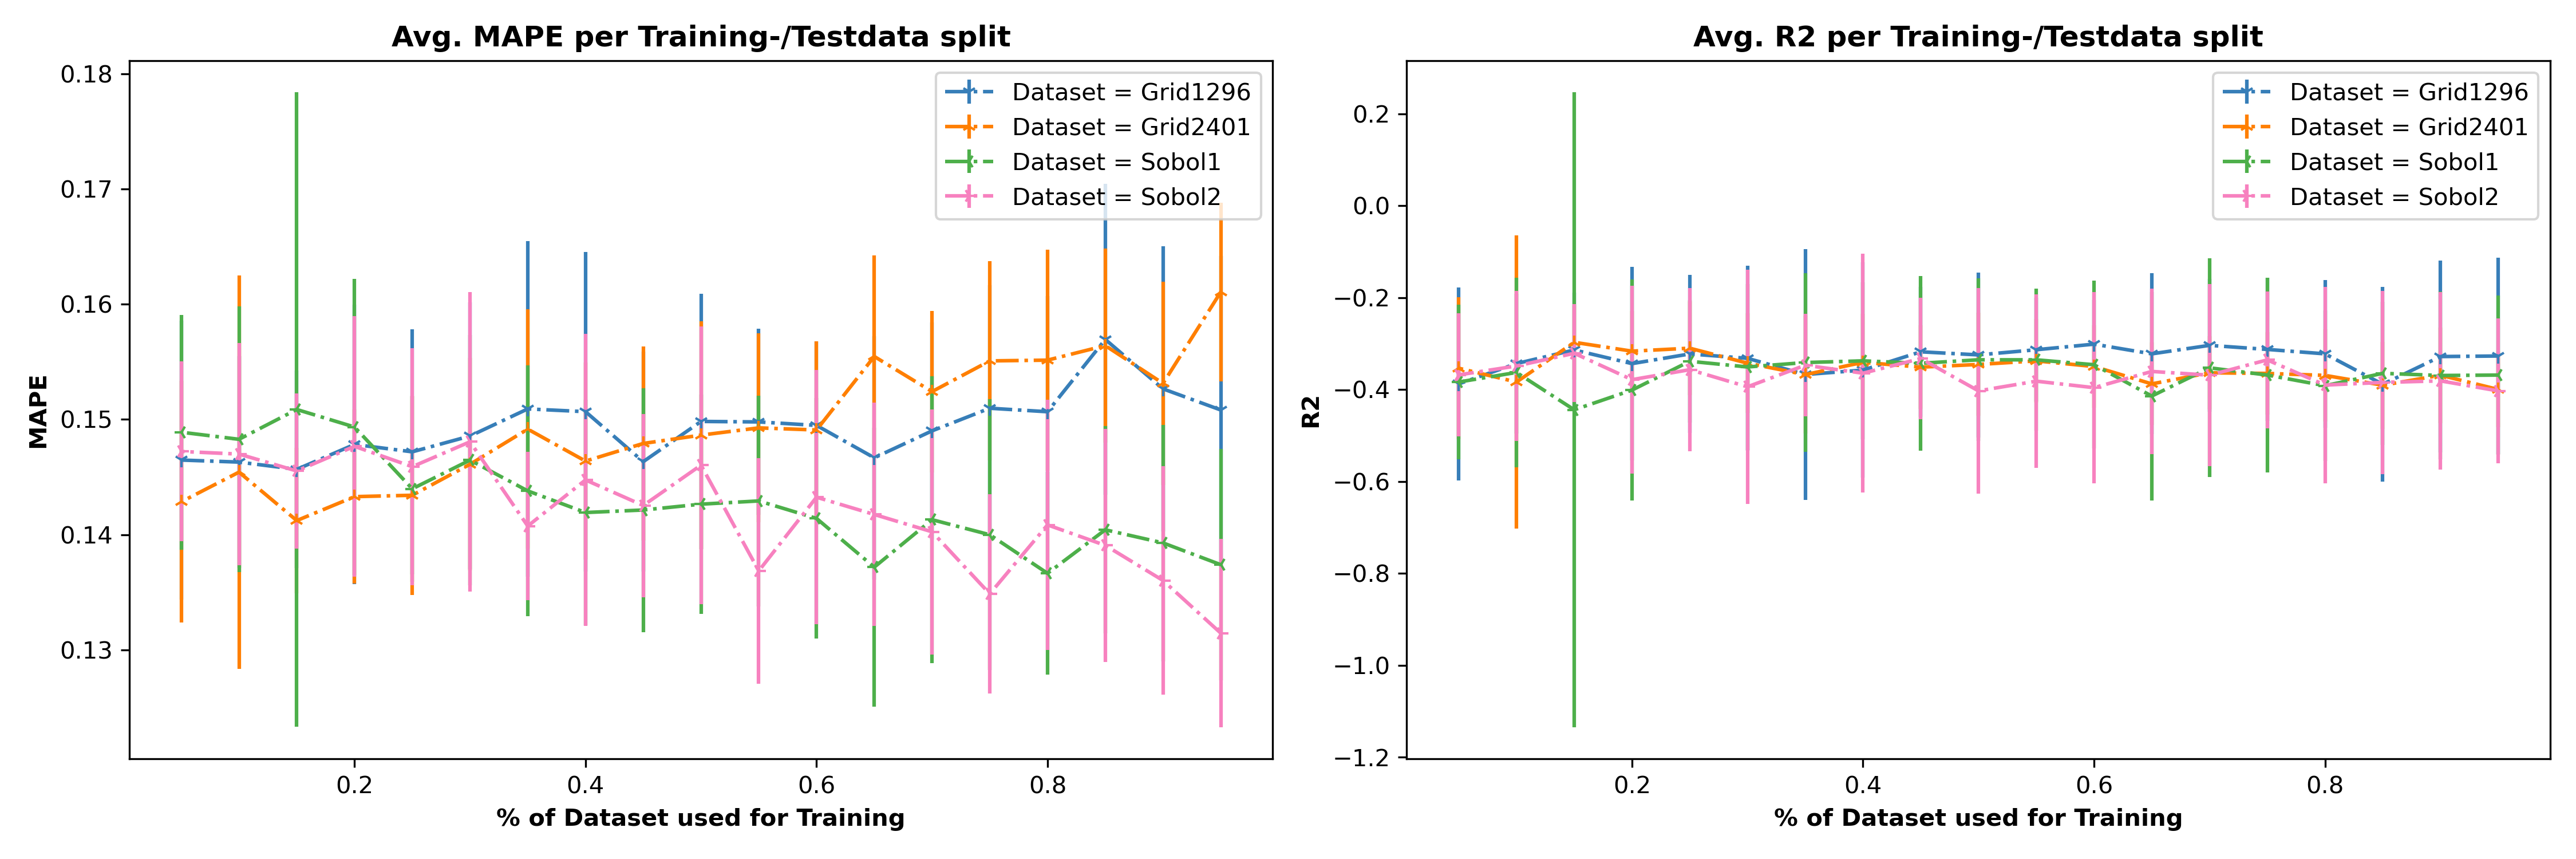 Avg. MAPE per Training-/Testdata split
0.18
0.17
0.16
0.15
0.14
0.13
MAPE
0.2
0.4
0.6
0.8
% of Dataset used for Training
Dataset = Grid1296
Dataset = Grid2401
Dataset = Sobol1
Dataset = Sobol2
Avg. R2 per Training-/Testdata split
0.2
0.0
−0.2
−0.4
−0.6
−0.8
−1.0
−1.2
R2
0.2
0.4
0.6
0.8
% of Dataset used for Training
Dataset = Grid1296
Dataset = Grid2401
Dataset = Sobol1
Dataset = Sobol2